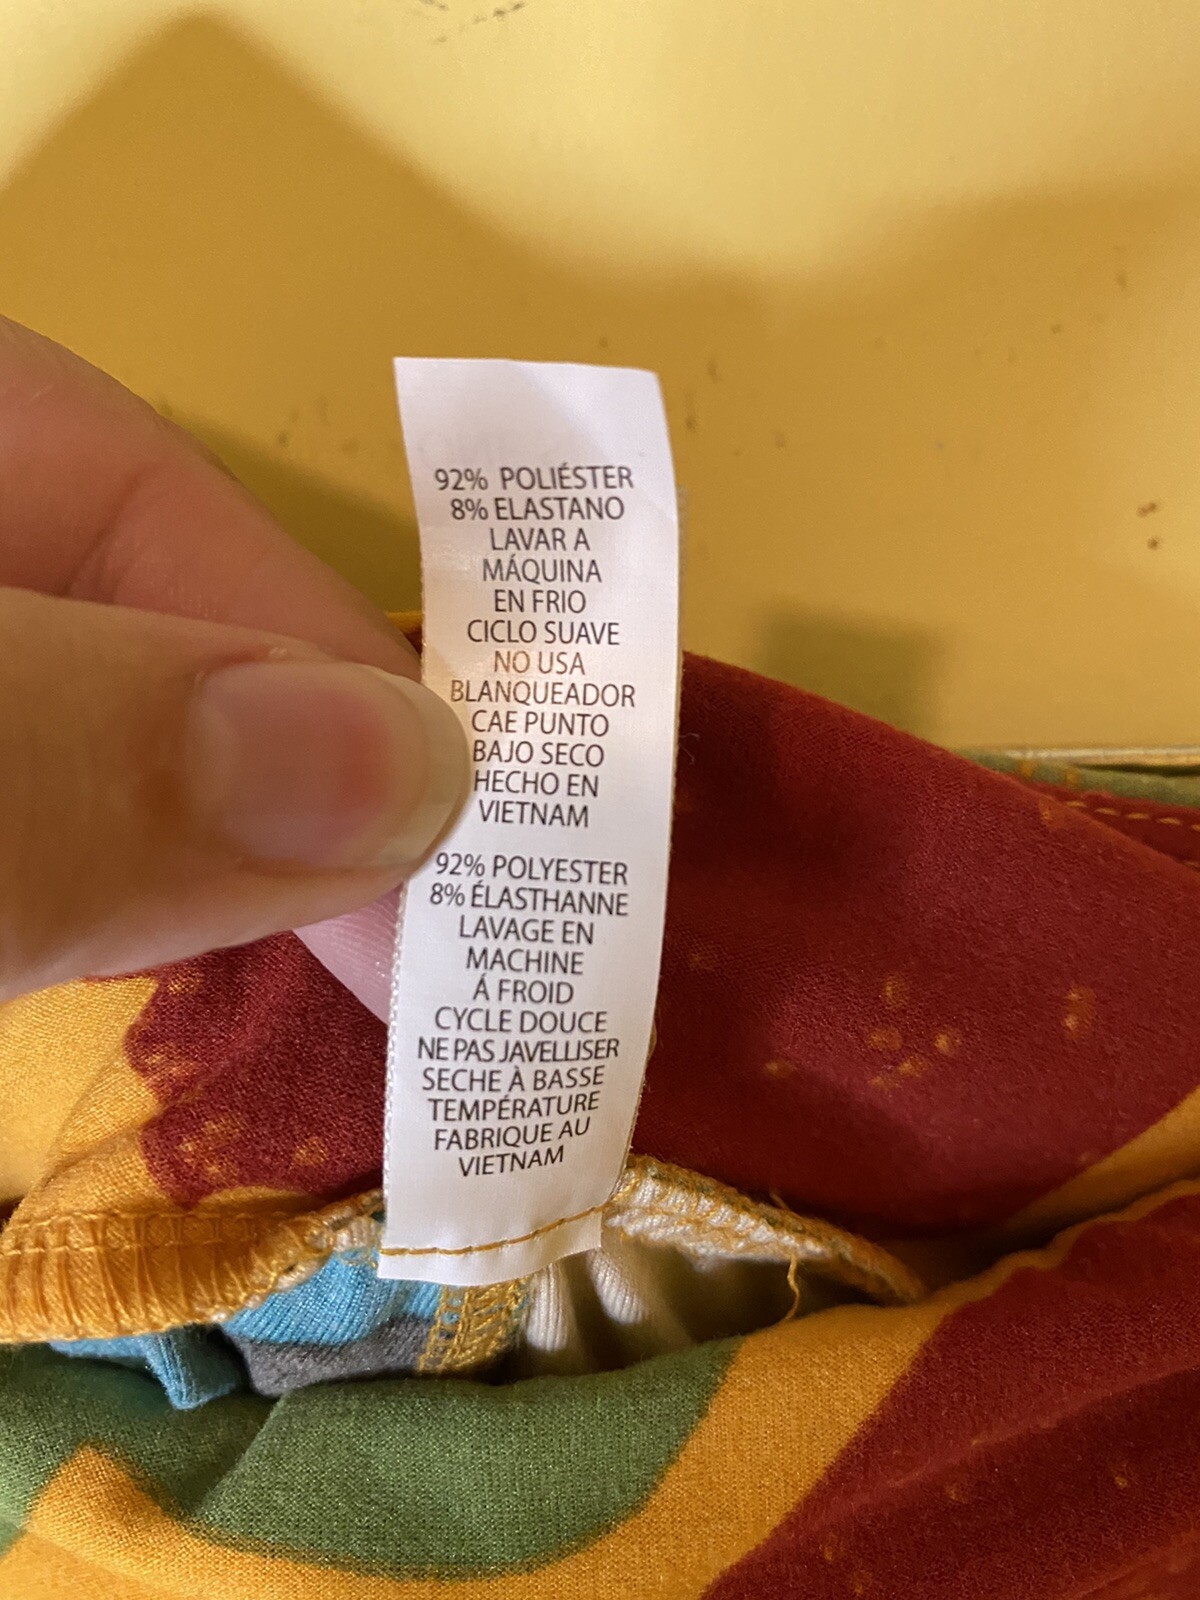 92% POLIÉSTER
8% ELASTANO
LAVAR A
MÁQUINA
EN FRIO
CICLO SUAVE
NO USA
BLANQUEADOR
CAE PUNTO
BAJO SECO
HECHO EN
VIETNAM
92% POLYESTER
8% ÉLASTHANNE
LAVAGE EN
MACHINE
Á FROID
CYCLE DOUCE
NE PAS JAVELLISER
SECHE À BASSE
TEMPÉRATURE
FABRIQUE AU
VIETNAM